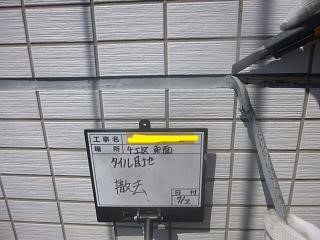 工事名
場所 4工区 東面
タイル目地
撤去
日付
7/2